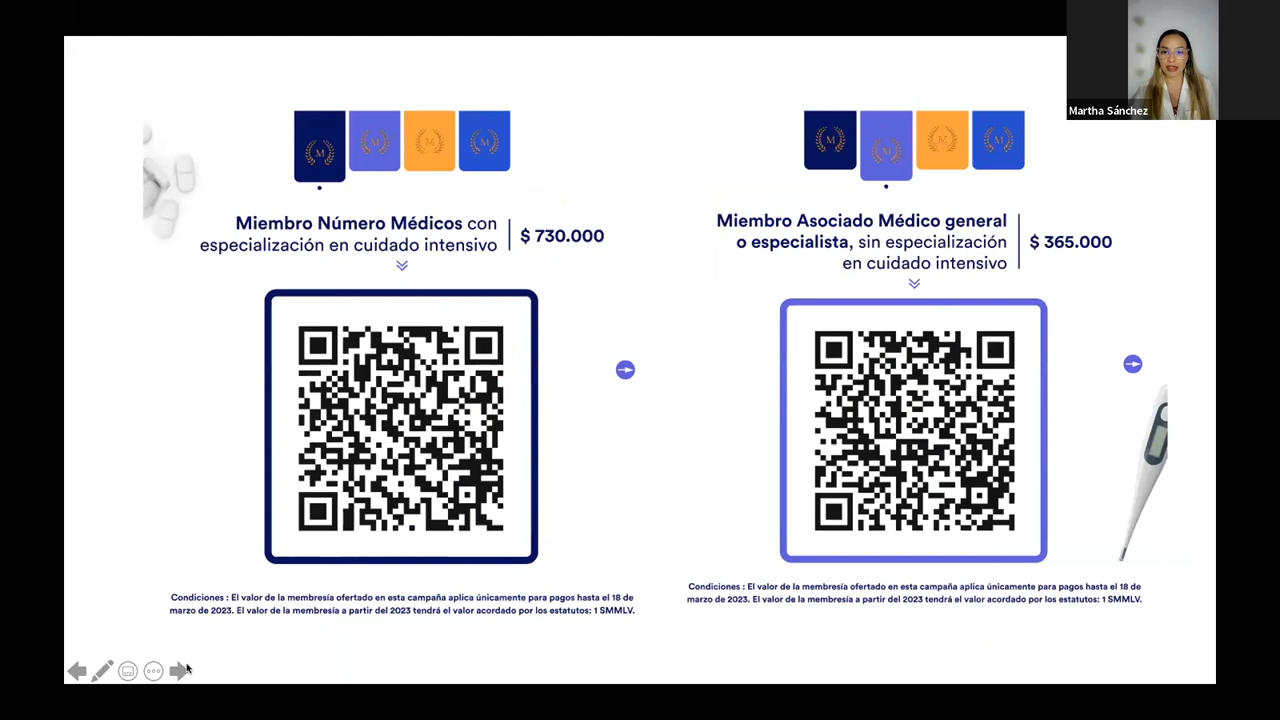 Martha Sánchez
M
M
M
M
Miembro Número Médicos con
especialización en cuidado intensivo
$ 730.000
Condiciones : El valor de la membresía ofertado en esta campaña aplica únicamente para pagos hasta el 18 de
marzo de 2023. El valor de la membresía a partir del 2023 tendrá el valor acordado por los estatutos: 1 SMMLV.
M
M
M
M
Miembro Asociado Médico general
o especialista, sin especialización
en cuidado intensivo
$ 365.000
Condiciones : El valor de la membresía ofertado en esta campaña aplica únicamente para pagos hasta el 18 de
marzo de 2023. El valor de la membresía a partir del 2023 tendrá el valor acordado por los estatutos: 1 SMMLV.